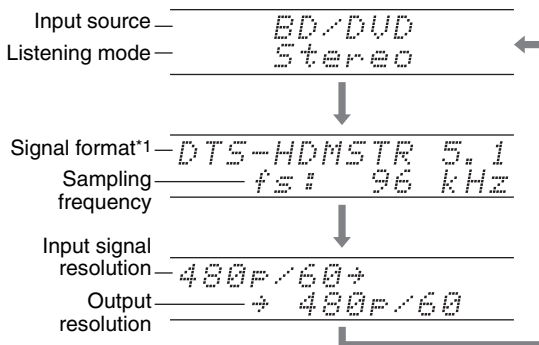 Input source
BD/DVD
Listening mode
Stereo
Signal format*1
DTS-HDMSTR 5.1
Sampling
frequency
fs: 96 kHz
Input signal
resolution
480p/60→
Output
resolution
→ 480p/60